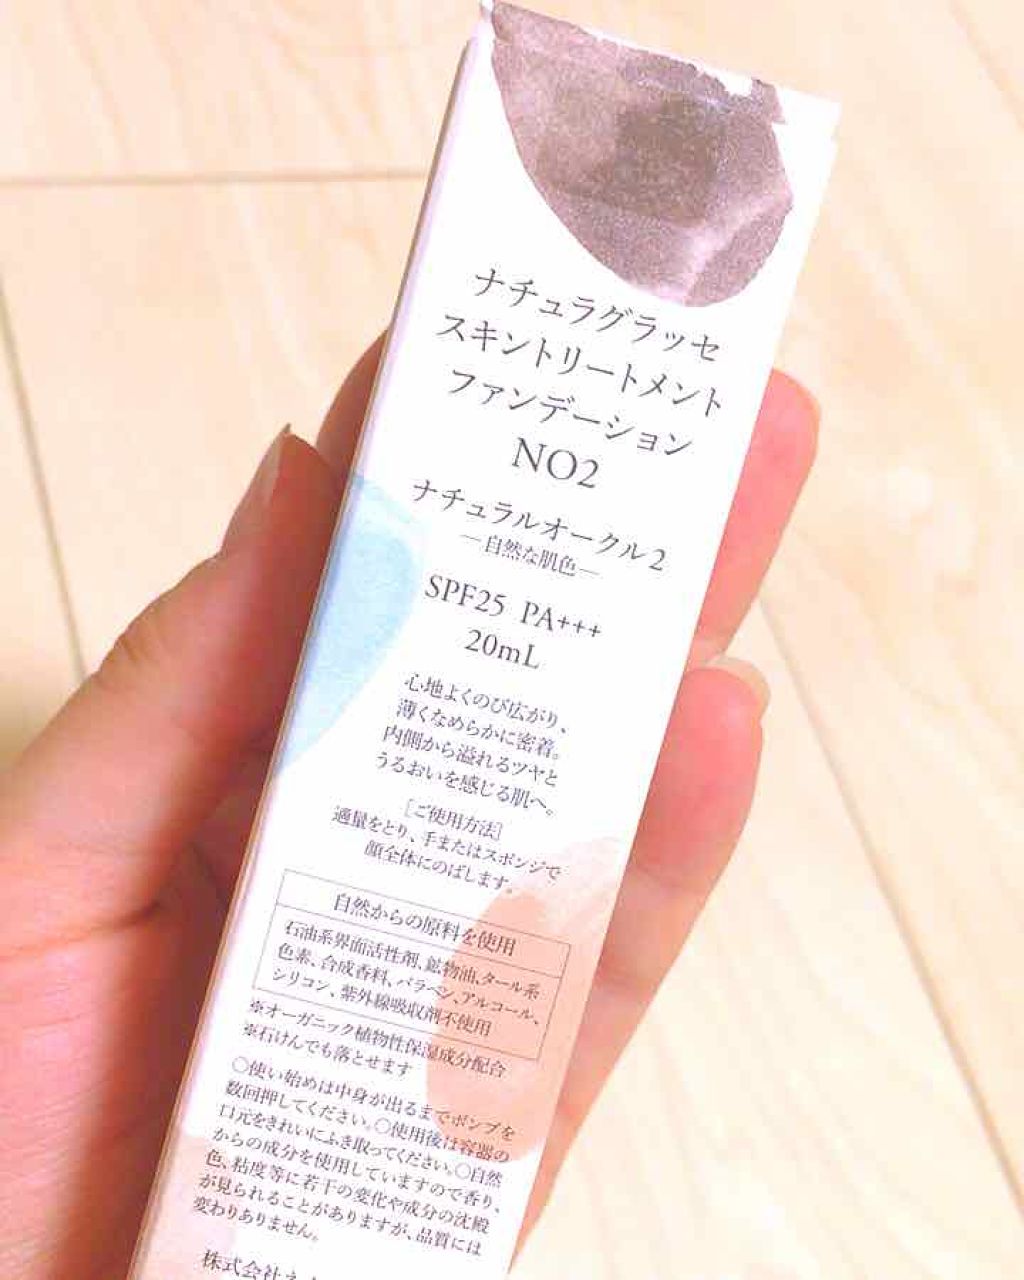 ナチュラグラッセ
スキントリートメント
ファンデーション
NO2
ナチュラルオークル2
―自然な肌色―
SPF25 PA+++
20mL
心地よくのび広がり、
薄くなめらかに密着。
内側から溢れるツヤと
うるおいを感じる肌へ。
[ご使用方法]
適量をとり、手またはスポンジで
顔全体にのばします。
自然からの原料を使用
石油系界面活性剤、鉱物油、タール系
色素、合成香料、パラベン、アルコール、
シリコン、紫外線吸収剤不使用
※オーガニック植物性保湿成分配合
※石けんでも落とせます
○使い始めは中身が出るまでポンプを
数回押してください。○使用後は容器の
口元をきれいにふき取ってください。○自然
からの成分を使用していますので香り、
色、粘度等に若干の変化や成分の沈殿
が見られることがありますが、品質には
変わりありません。
株式会社ネ